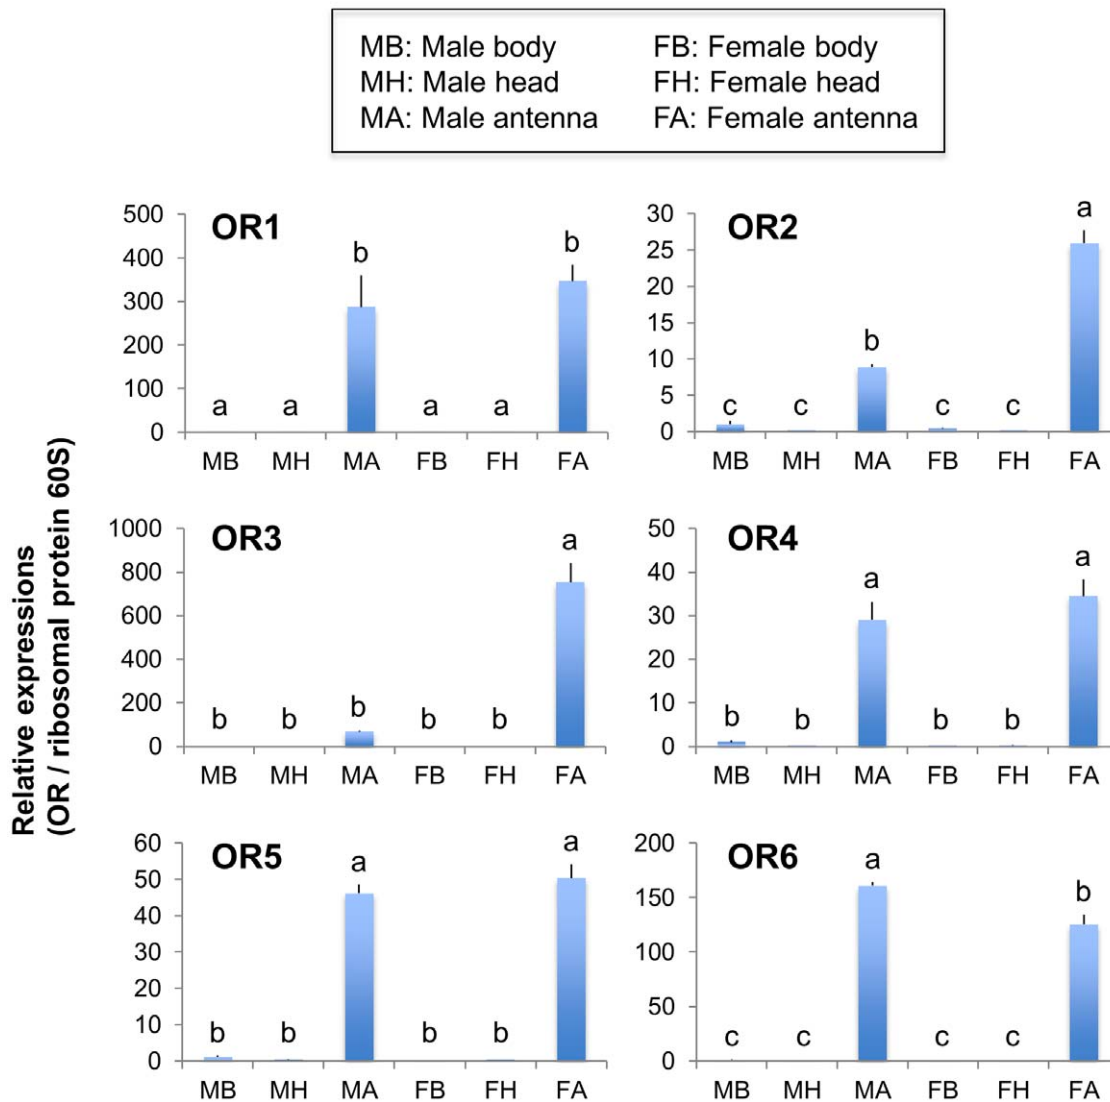 MB: Male body FB: Female body
MH: Male head FH: Female head
MA: Male antenna FA: Female antenna
Relative expressions
(OR / ribosomal protein 60S)
OR1
500
400
300
200
100
0
a a b a a b
MB MH MA FB FH FA
OR2
30
25
20
15
10
5
0
c c b c c a
MB MH MA FB FH FA
OR3
1000
800
600
400
200
0
b b b b b a
MB MH MA FB FH FA
OR4
50
40
30
20
10
0
b b a b b a
MB MH MA FB FH FA
OR5
60
50
40
30
20
10
0
b b a b b a
MB MH MA FB FH FA
OR6
200
150
100
50
0
c c a c c b
MB MH MA FB FH FA